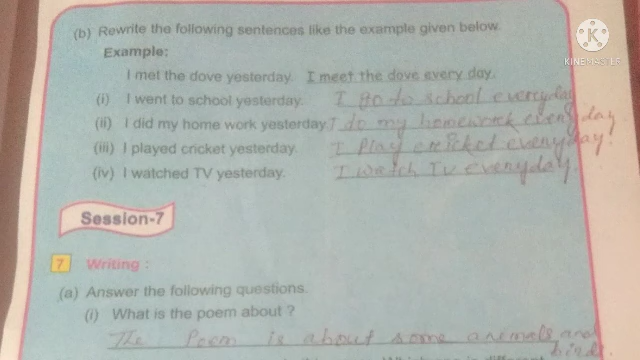 (b) Rewrite the following sentences like the example given below.
KINEMASTER
Example:
I met the dove yesterday. I meet the dove every day.
(i) I went to school yesterday. I go to school everyday
(ii) I did my home work yesterday. I do my homework everyday
(iii) I played cricket yesterday. I Play cricket everyday.
(iv) I watched TV yesterday. I watch TV everyday.
Session-7
7 Writing :
(a) Answer the following questions.
(i) What is the poem about ?
The Poem is about some animals and
birds.